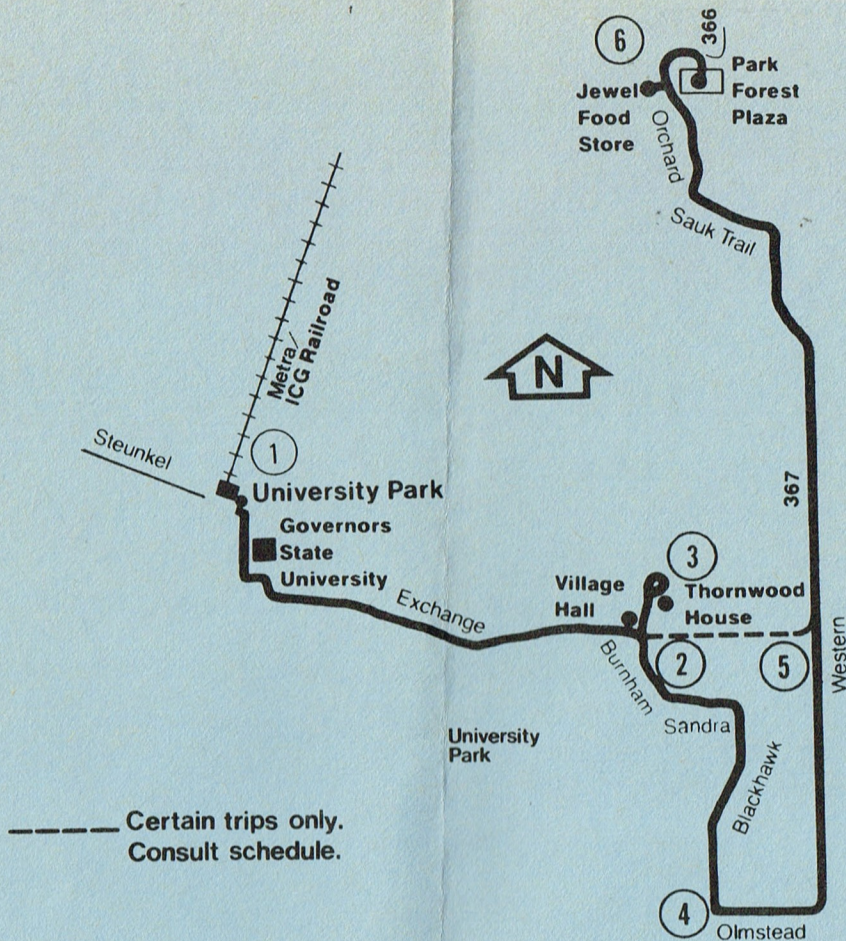 6
366
Park
Forest
Plaza
Jewel
Food
Store
Orchard
Sauk Trail
Metra/
ICG Railroad
N
Steunkel
1
University Park
Governors
State
University
367
Exchange
3
Village
Hall
Thornwood
House
Western
2
5
Burnham
Sandra
University
Park
Blackhawk
Certain trips only.
Consult schedule.
4
Olmstead